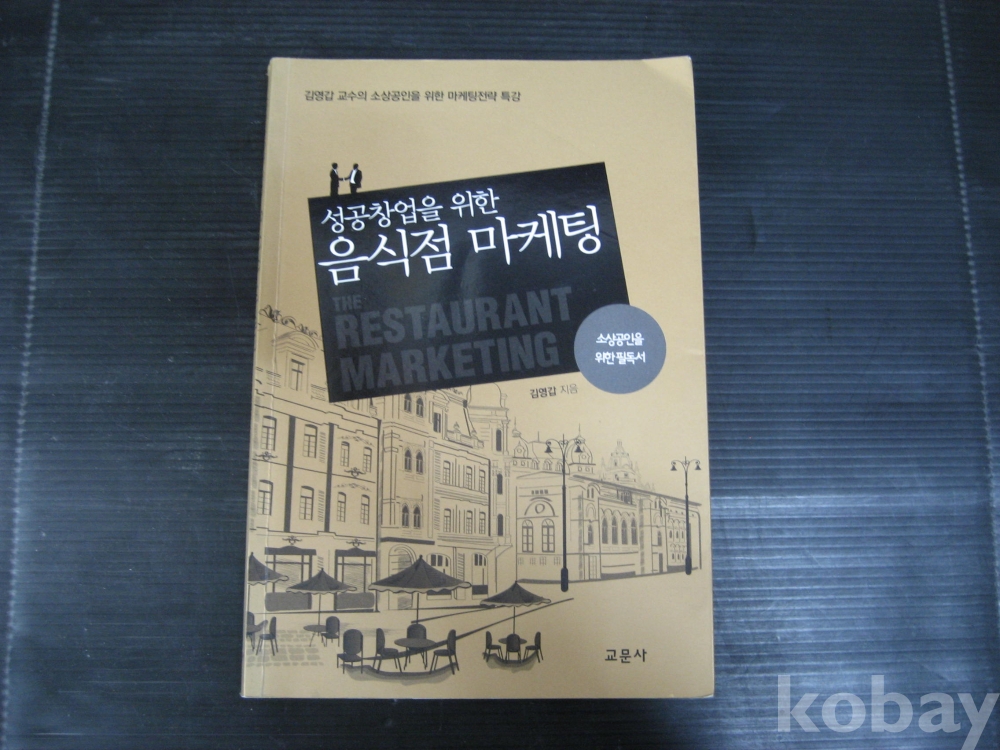 김영갑 교수의 소상공인을 위한 마케팅전략 특강
성공창업을 위한
음식점 마케팅
THE
RESTAURANT
MARKETING
소상공인을
위한 필독서
김영갑 지음
교문사
kobay